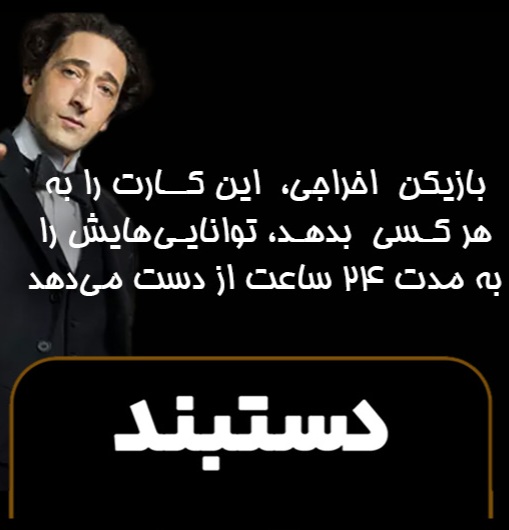 بازیکن اخراجی، این کارت را به
هر کسی بدهد، توانایی‌هایش را
به مدت ۲۴ ساعت از دست می‌دهد
دستبند